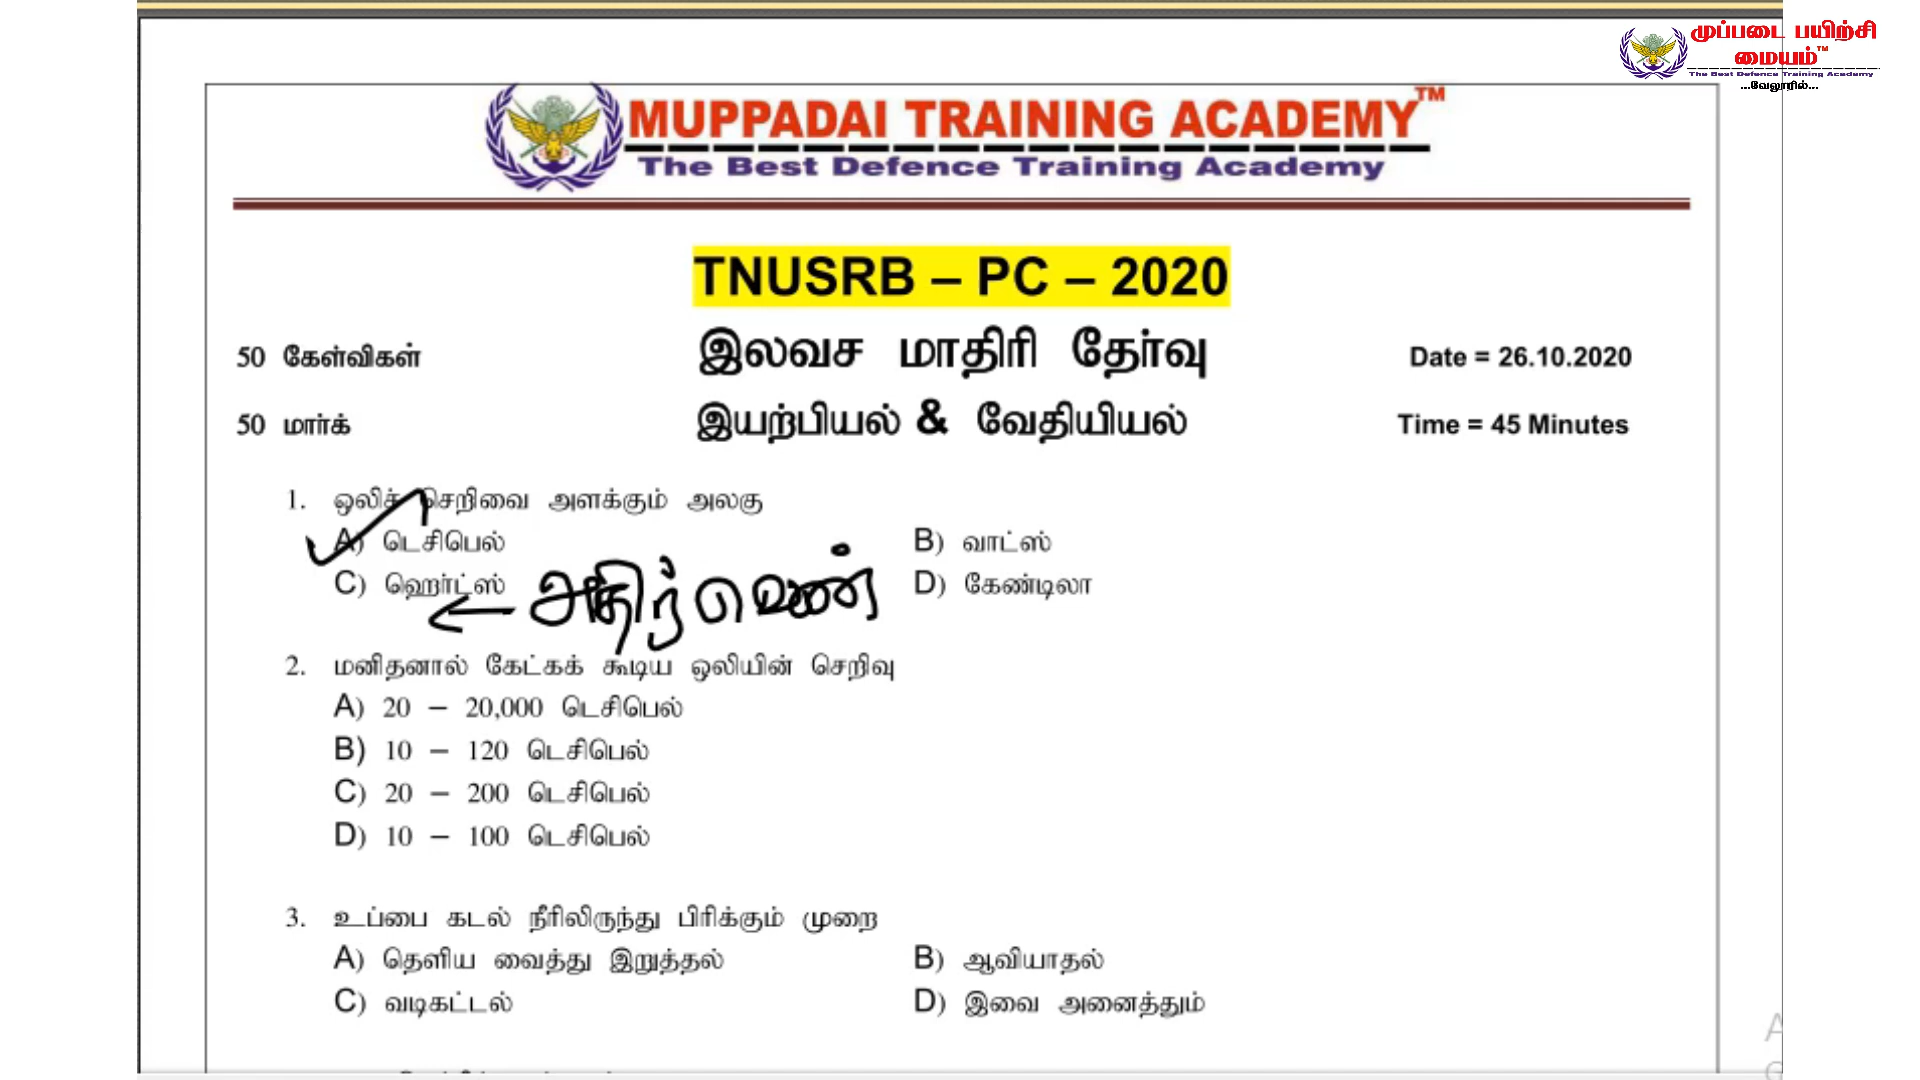 முப்படை பயிற்சி
மையம்™
The Best Defence Training Academy
...வேலூரில்...
MUPPADAI TRAINING ACADEMY™
The Best Defence Training Academy
TNUSRB – PC – 2020
50 கேள்விகள் இலவச மாதிரி தேர்வு Date = 26.10.2020
50 மார்க் இயற்பியல் & வேதியியல் Time = 45 Minutes
1. ஒலிச் செறிவை அளக்கும் அலகு
A) டெசிபெல் B) வாட்ஸ்
C) ஹெர்ட்ஸ் D) கேண்டிலா
அதிர்வெண்
2. மனிதனால் கேட்கக் கூடிய ஒலியின் செறிவு
A) 20 – 20,000 டெசிபெல்
B) 10 – 120 டெசிபெல்
C) 20 – 200 டெசிபெல்
D) 10 – 100 டெசிபெல்
3. உப்பை கடல் நீரிலிருந்து பிரிக்கும் முறை
A) தெளிய வைத்து இறுத்தல் B) ஆவியாதல்
C) வடிகட்டல் D) இவை அனைத்தும்